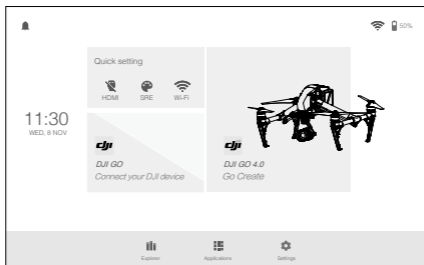 50%
Quick setting
HDMI
SRE
Wi-Fi
11:30
WED, 8 NOV
dji
DJI GO
Connect your DJI device
dji
DJI GO 4.0
Go Create
Explorer
Applications
Settings